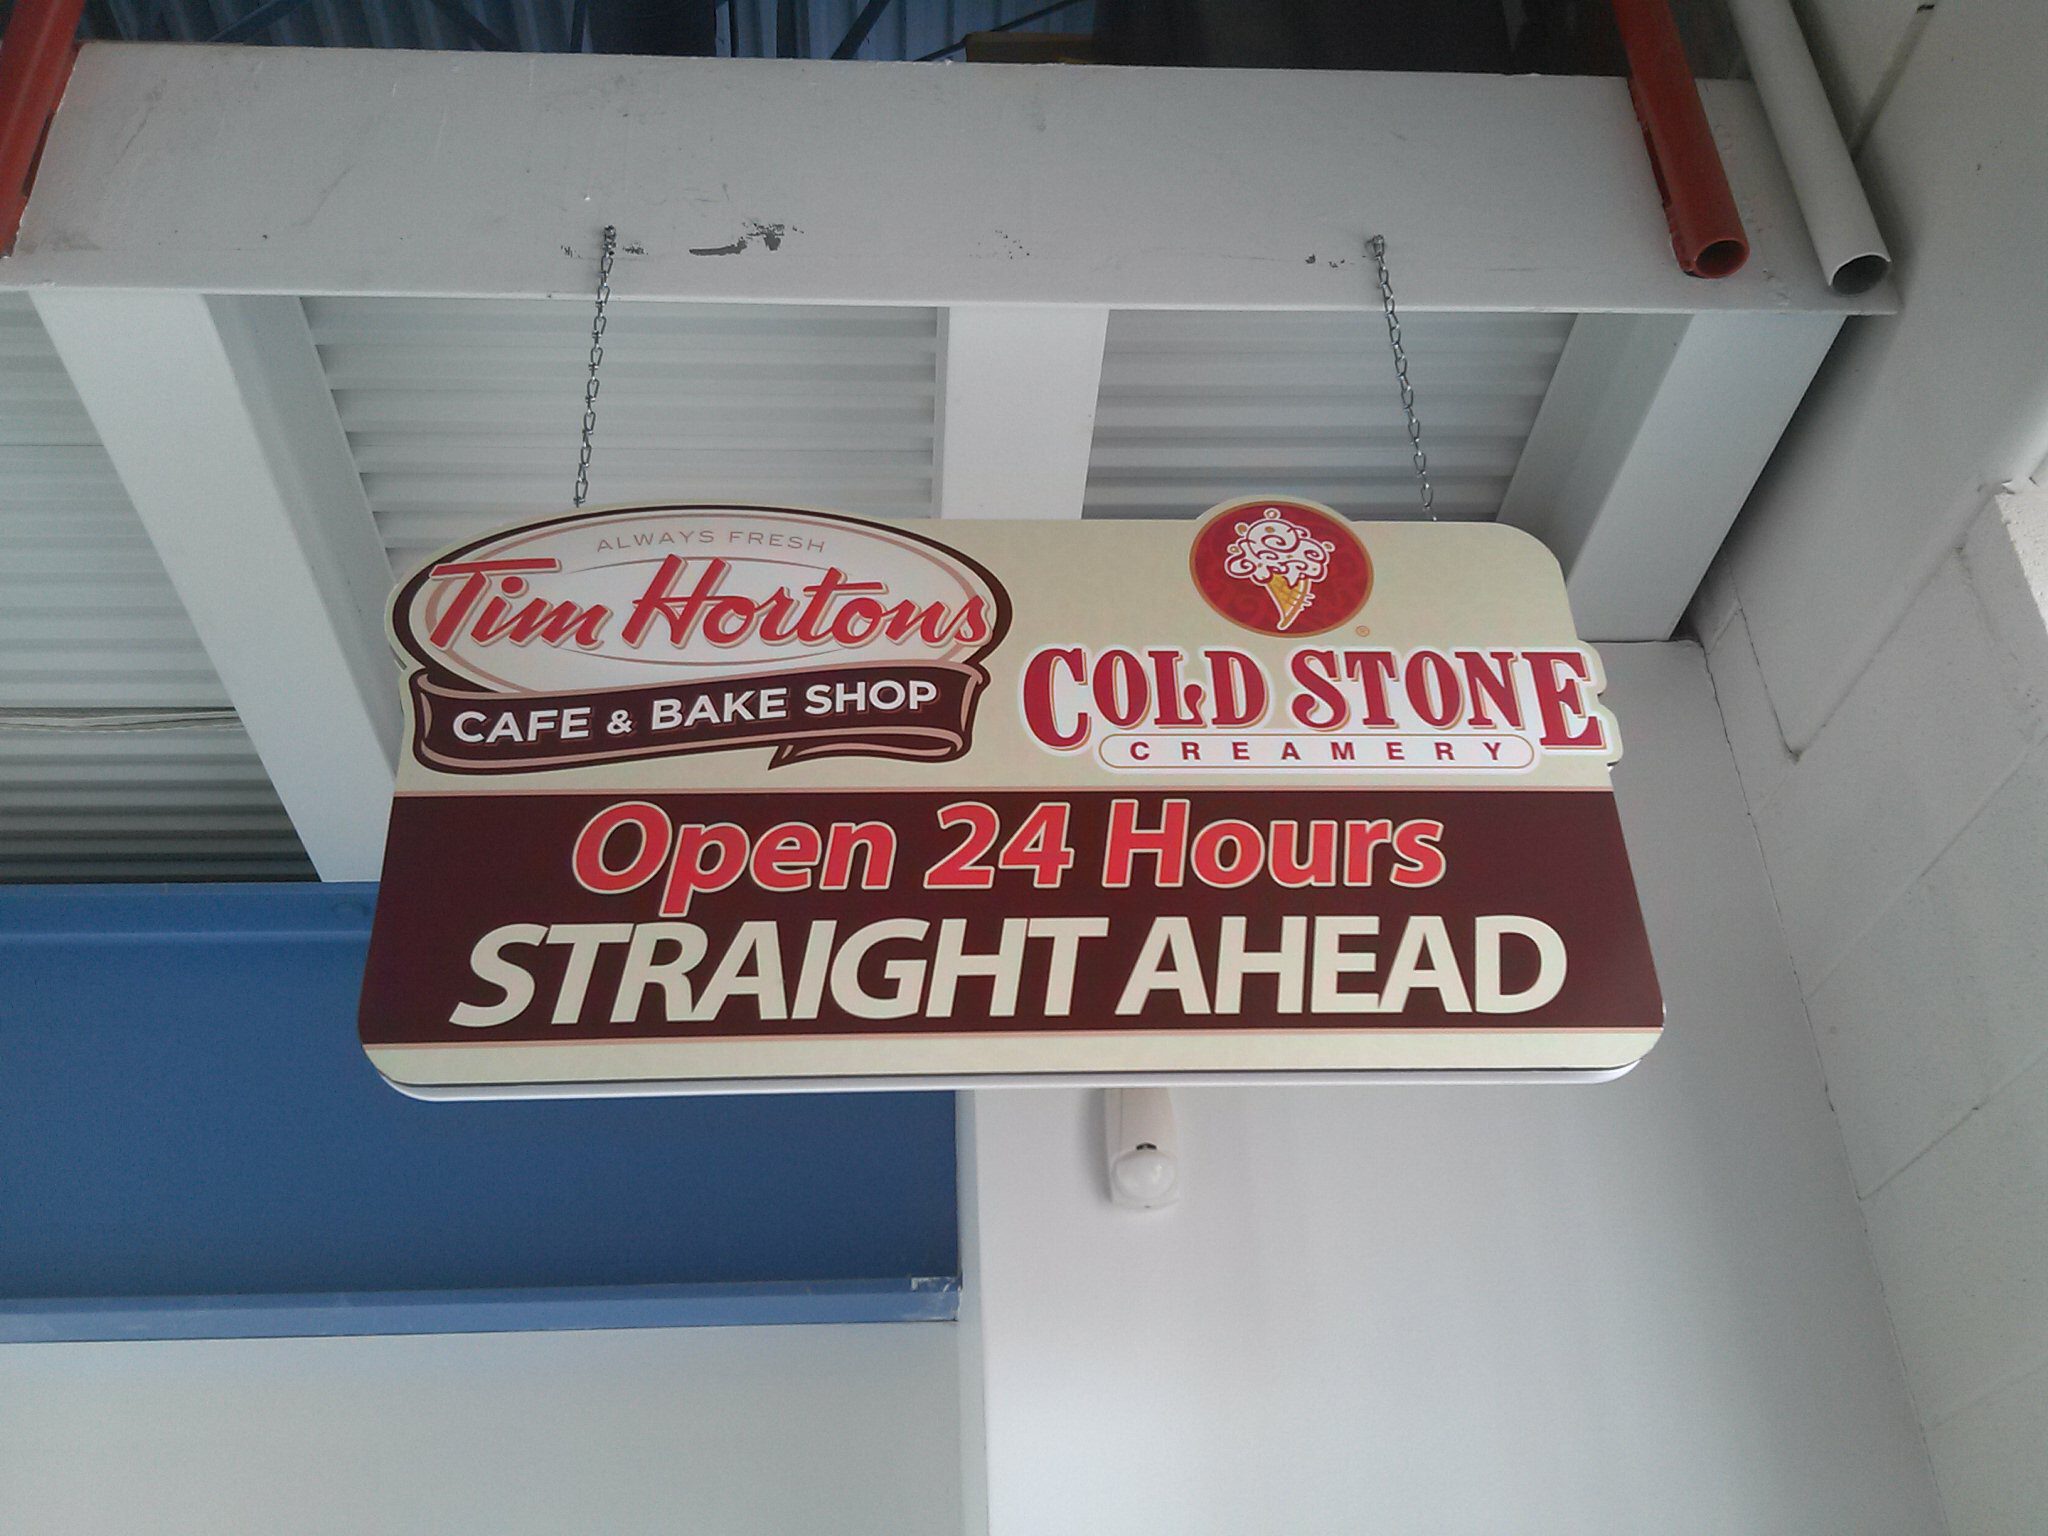 ALWAYS FRESH
Tim Hortons
CAFE & BAKE SHOP
COLD STONE
CREAMERY
Open 24 Hours
STRAIGHT AHEAD